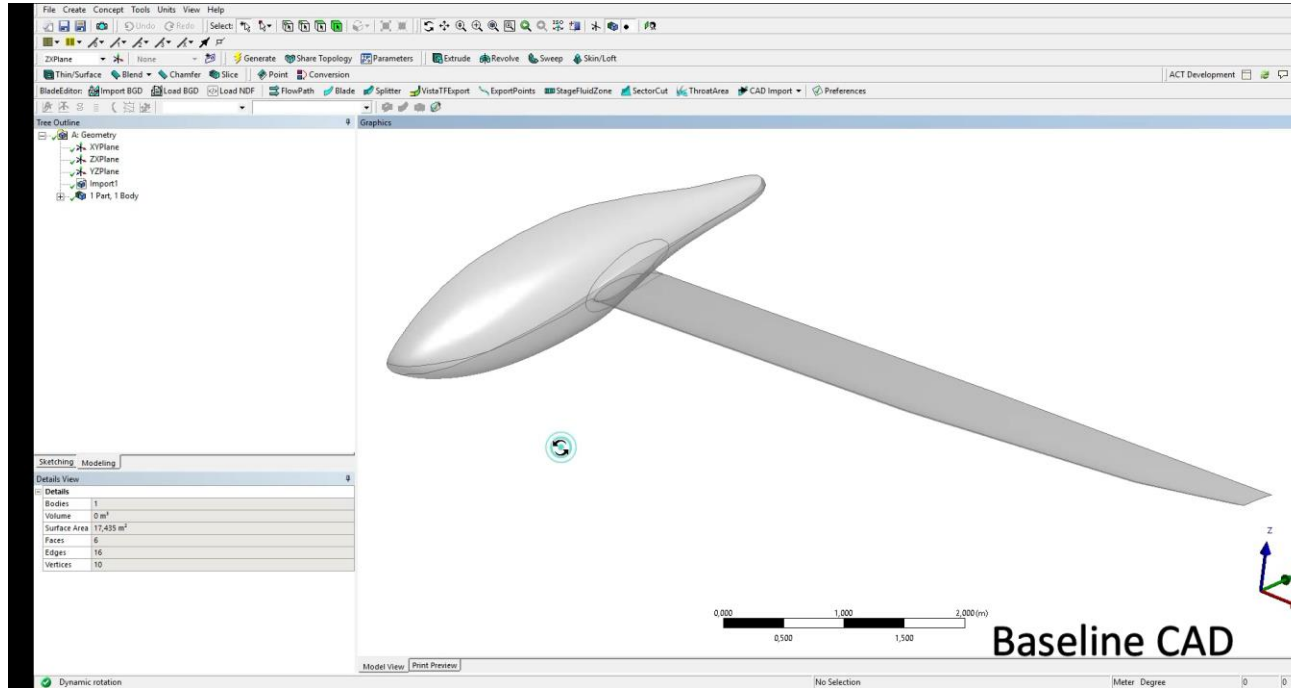 File Create Concept Tools Units View Help
Undo Redo Select:
ZXPlane None Generate Share Topology Parameters Extrude Revolve Sweep Skin/Loft
Thin/Surface Blend Chamfer Slice Point Conversion ACT Development
BladeEditor: Import BGD Load BGD Load NDF FlowPath Blade Splitter VistaTFExport ExportPoints StageFluidZone SectorCut ThroatArea CAD Import Preferences
Tree Outline Graphics
A: Geometry
XYPlane
ZXPlane
YZPlane
Import1
1 Part, 1 Body
Sketching Modeling
Details View
Details
Bodies 1
Volume 0 m³
Surface Area 17,435 m²
Faces 6
Edges 16
Vertices 10
Z
0,000 1,000 2,000 (m)
0,500 1,500
Baseline CAD
Model View Print Preview
Dynamic rotation No Selection Meter Degree 0 0